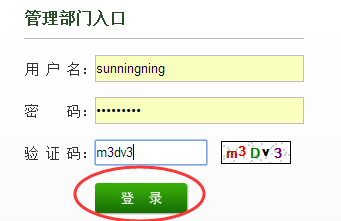 管理部门入口
用 户 名： sunningning
密 码： •••••••••
验 证 码： m3dv3 m3Dv3
登 录